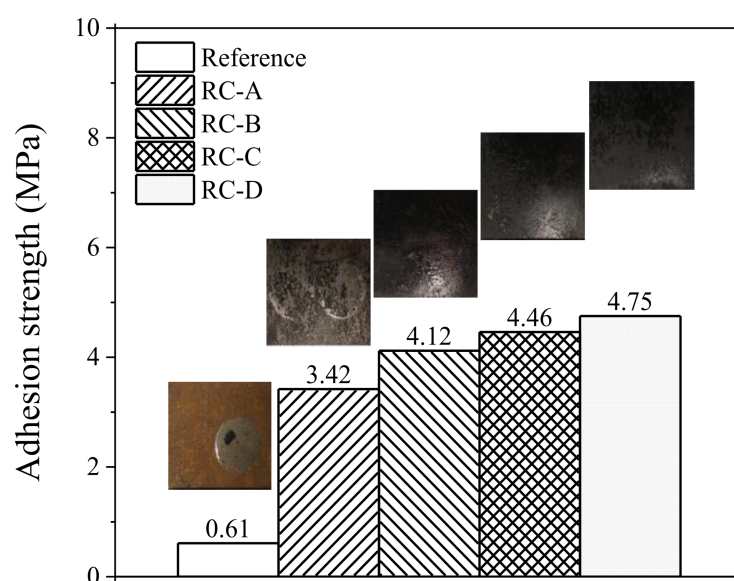 Adhesion strength (MPa)
10
8
6
4
2
0
Reference
RC-A
RC-B
RC-C
RC-D
0.61
3.42
4.12
4.46
4.75